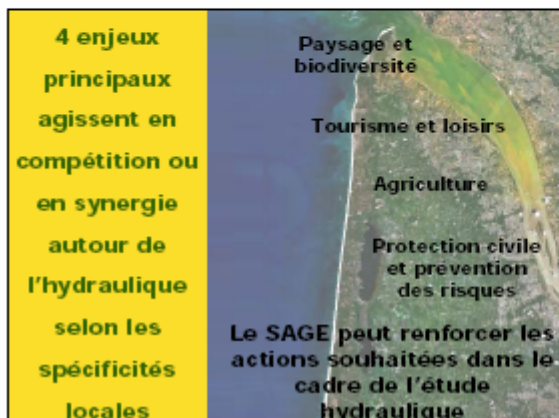 4 enjeux
principaux
agissent en
compétition ou
en synergie
autour de
l'hydraulique
selon les
spécificités
locales
Paysage et
biodiversité
Tourisme et loisirs
Agriculture
Protection civile
et prévention
des risques
Le SAGE peut renforcer les
actions souhaitées dans le
cadre de l'étude
hydraulique